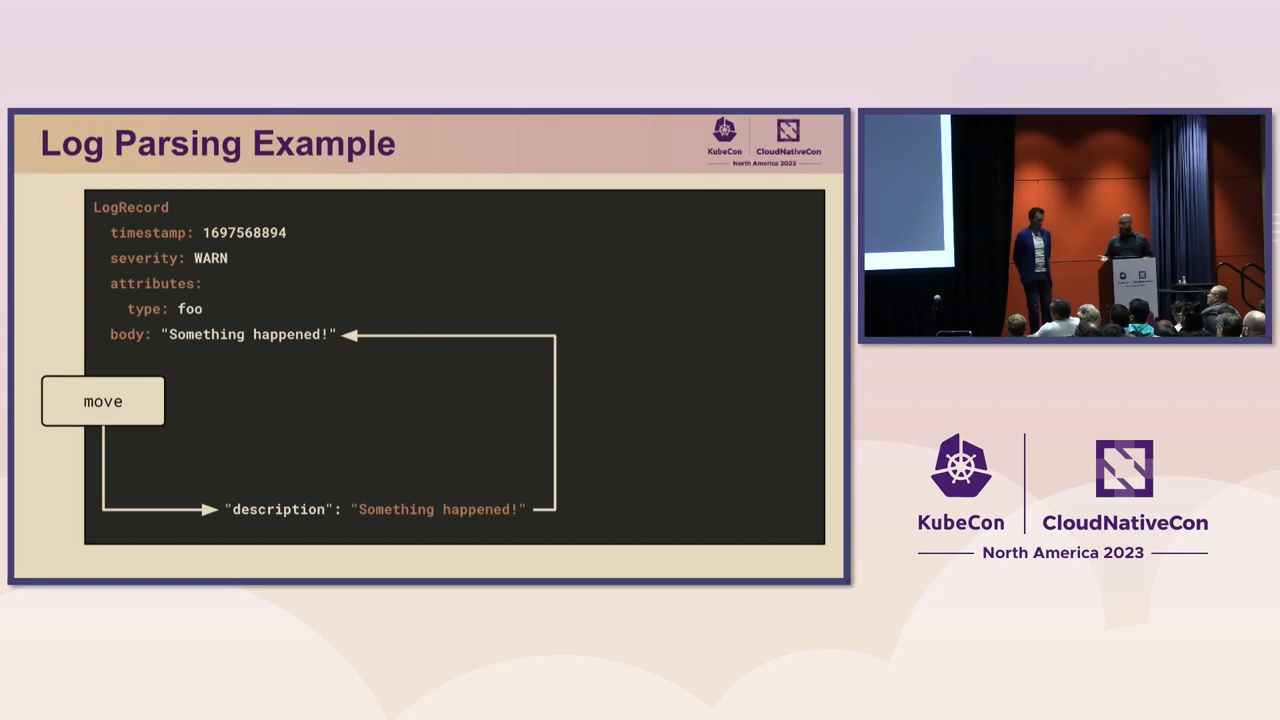 Log Parsing Example
KubeCon
CloudNativeCon
North America 2023
LogRecord
timestamp: 1697568894
severity: WARN
attributes:
type: foo
body: "Something happened!"
move
"description": "Something happened!"
KubeCon
CloudNativeCon
North America 2023